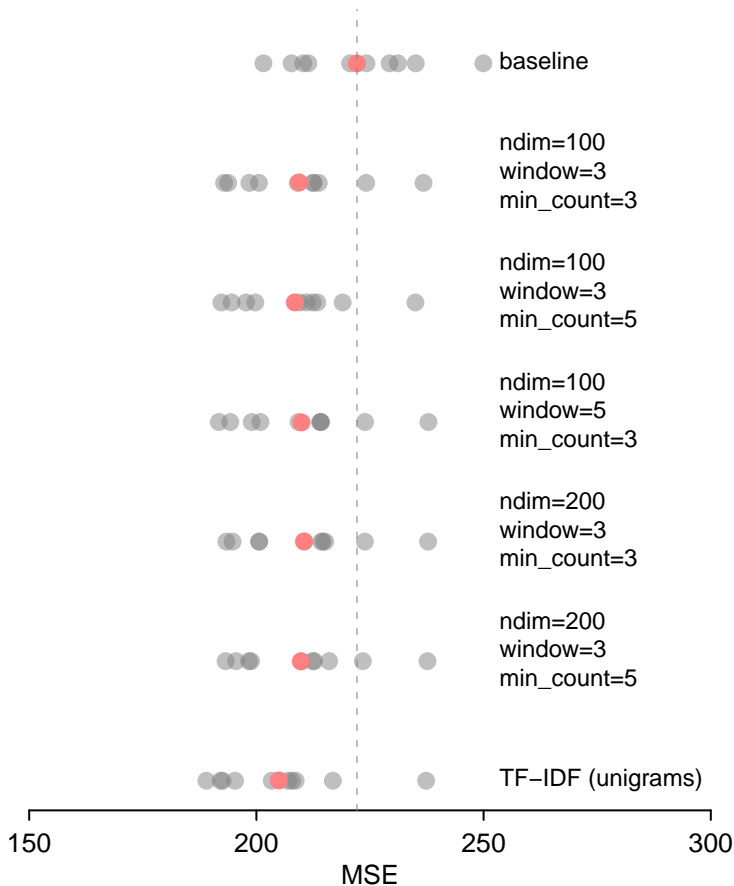 baseline
ndim=100
window=3
min_count=3
ndim=100
window=3
min_count=5
ndim=100
window=5
min_count=3
ndim=200
window=3
min_count=3
ndim=200
window=3
min_count=5
TF−IDF (unigrams)
150 200 250 300
MSE